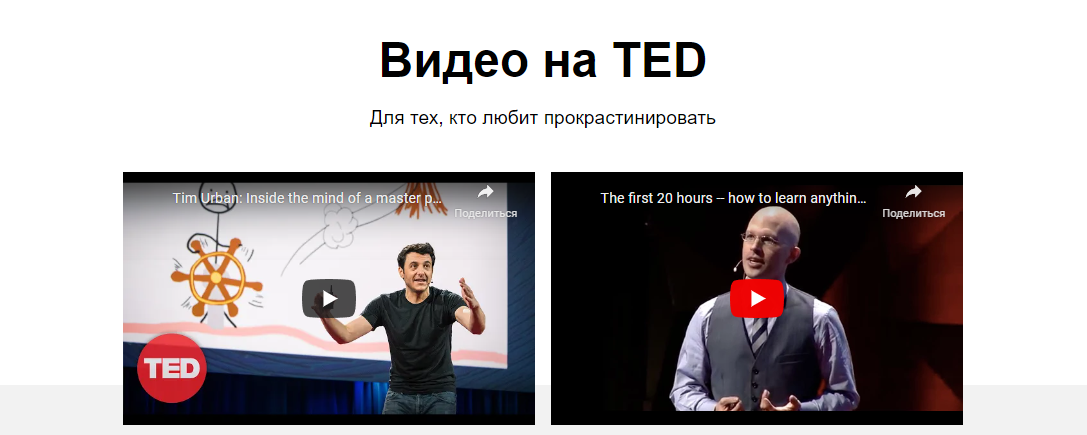 Видео на TED
Для тех, кто любит прокрастинировать
Tim Urban: Inside the mind of a master p...
Поделиться
The first 20 hours -- how to learn anythin...
Поделиться
TED